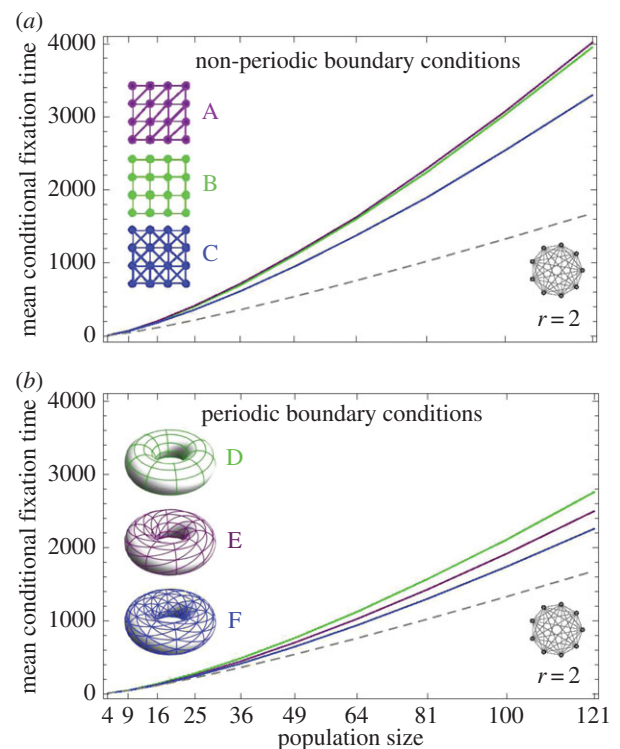 (a)
4000
non-periodic boundary conditions
A
3000
B
2000
C
1000
0
r = 2
mean conditional fixation time
(b)
4000
periodic boundary conditions
D
3000
E
2000
F
1000
0
r = 2
mean conditional fixation time
4 9 16 25 36 49 64 81 100 121
population size